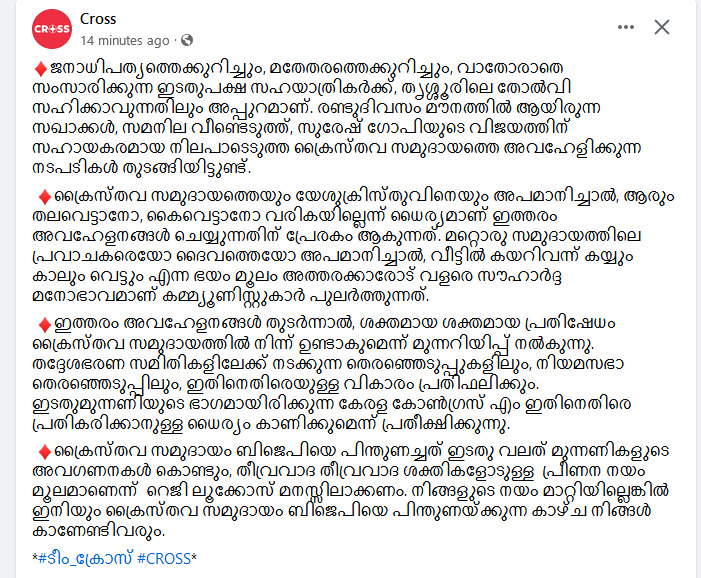 CRSS
Cross
14 minutes ago
♦️ജനാധിപത്യത്തെക്കുറിച്ചും, മതേതരത്തെക്കുറിച്ചും, വാതോരാതെ
സംസാരിക്കുന്ന ഇടതുപക്ഷ സഹയാത്രികർക്ക്, തൃശ്ശൂരിലെ തോൽവി
സഹിക്കാവുന്നതിലും അപ്പുറമാണ്. രണ്ടുദിവസം മൗനത്തിൽ ആയിരുന്ന
സഖാക്കൾ, സമനില വീണ്ടെടുത്ത്, സുരേഷ് ഗോപിയുടെ വിജയത്തിന്
സഹായകരമായ നിലപാടെടുത്ത ക്രൈസ്തവ സമുദായത്തെ അവഹേളിക്കുന്ന
നടപടികൾ തുടങ്ങിയിട്ടുണ്ട്.
♦️ക്രൈസ്തവ സമുദായത്തെയും യേശുക്രിസ്തുവിനെയും അപമാനിച്ചാൽ, ആരും
തലവെട്ടാനോ, കൈവെട്ടാനോ വരികയില്ലെന്ന് ധൈര്യമാണ് ഇത്തരം
അവഹേളനങ്ങൾ ചെയ്യുന്നതിന് പ്രേരകം ആകുന്നത്. മറ്റൊരു സമുദായത്തിലെ
പ്രവാചകരെയോ ദൈവത്തെയോ അപമാനിച്ചാൽ, വീട്ടിൽ കയറിവന്ന് കയ്യും
കാലും വെട്ടും എന്ന ഭയം മൂലം അത്തരക്കാരോട് വളരെ സൗഹാർദ്ദ
മനോഭാവമാണ് കമ്മ്യൂണിസ്റ്റുകാർ പുലർത്തുന്നത്.
♦️ഇത്തരം അവഹേളനങ്ങൾ തുടർന്നാൽ, ശക്തമായ ശക്തമായ പ്രതിഷേധം
ക്രൈസ്തവ സമുദായത്തിൽ നിന്ന് ഉണ്ടാകുമെന്ന് മുന്നറിയിപ്പ് നൽകുന്നു.
തദ്ദേശഭരണ സമിതികളിലേക്ക് നടക്കുന്ന തെരഞ്ഞെടുപ്പുകളിലും, നിയമസഭാ
തെരഞ്ഞെടുപ്പിലും, ഇതിനെതിരെയുള്ള വികാരം പ്രതിഫലിക്കും.
ഇടതുമുന്നണിയുടെ ഭാഗമായിരിക്കുന്ന കേരള കോൺഗ്രസ് എം ഇതിനെതിരെ
പ്രതികരിക്കാനുള്ള ധൈര്യം കാണിക്കുമെന്ന് പ്രതീക്ഷിക്കുന്നു.
♦️ക്രൈസ്തവ സമുദായം ബിജെപിയെ പിന്തുണച്ചത് ഇടതു വലത് മുന്നണികളുടെ
അവഗണനകൾ കൊണ്ടും, തീവ്രവാദ തീവ്രവാദ ശക്തികളോടുള്ള പ്രീണന നയം
മൂലമാണെന്ന് റെജി ലൂക്കോസ് മനസ്സിലാക്കണം. നിങ്ങളുടെ നയം മാറ്റിയില്ലെങ്കിൽ
ഇനിയും ക്രൈസ്തവ സമുദായം ബിജെപിയെ പിന്തുണയ്ക്കുന്ന കാഴ്ച നിങ്ങൾ
കാണേണ്ടിവരും.
*#ടീം_ക്രോസ് #CROSS*